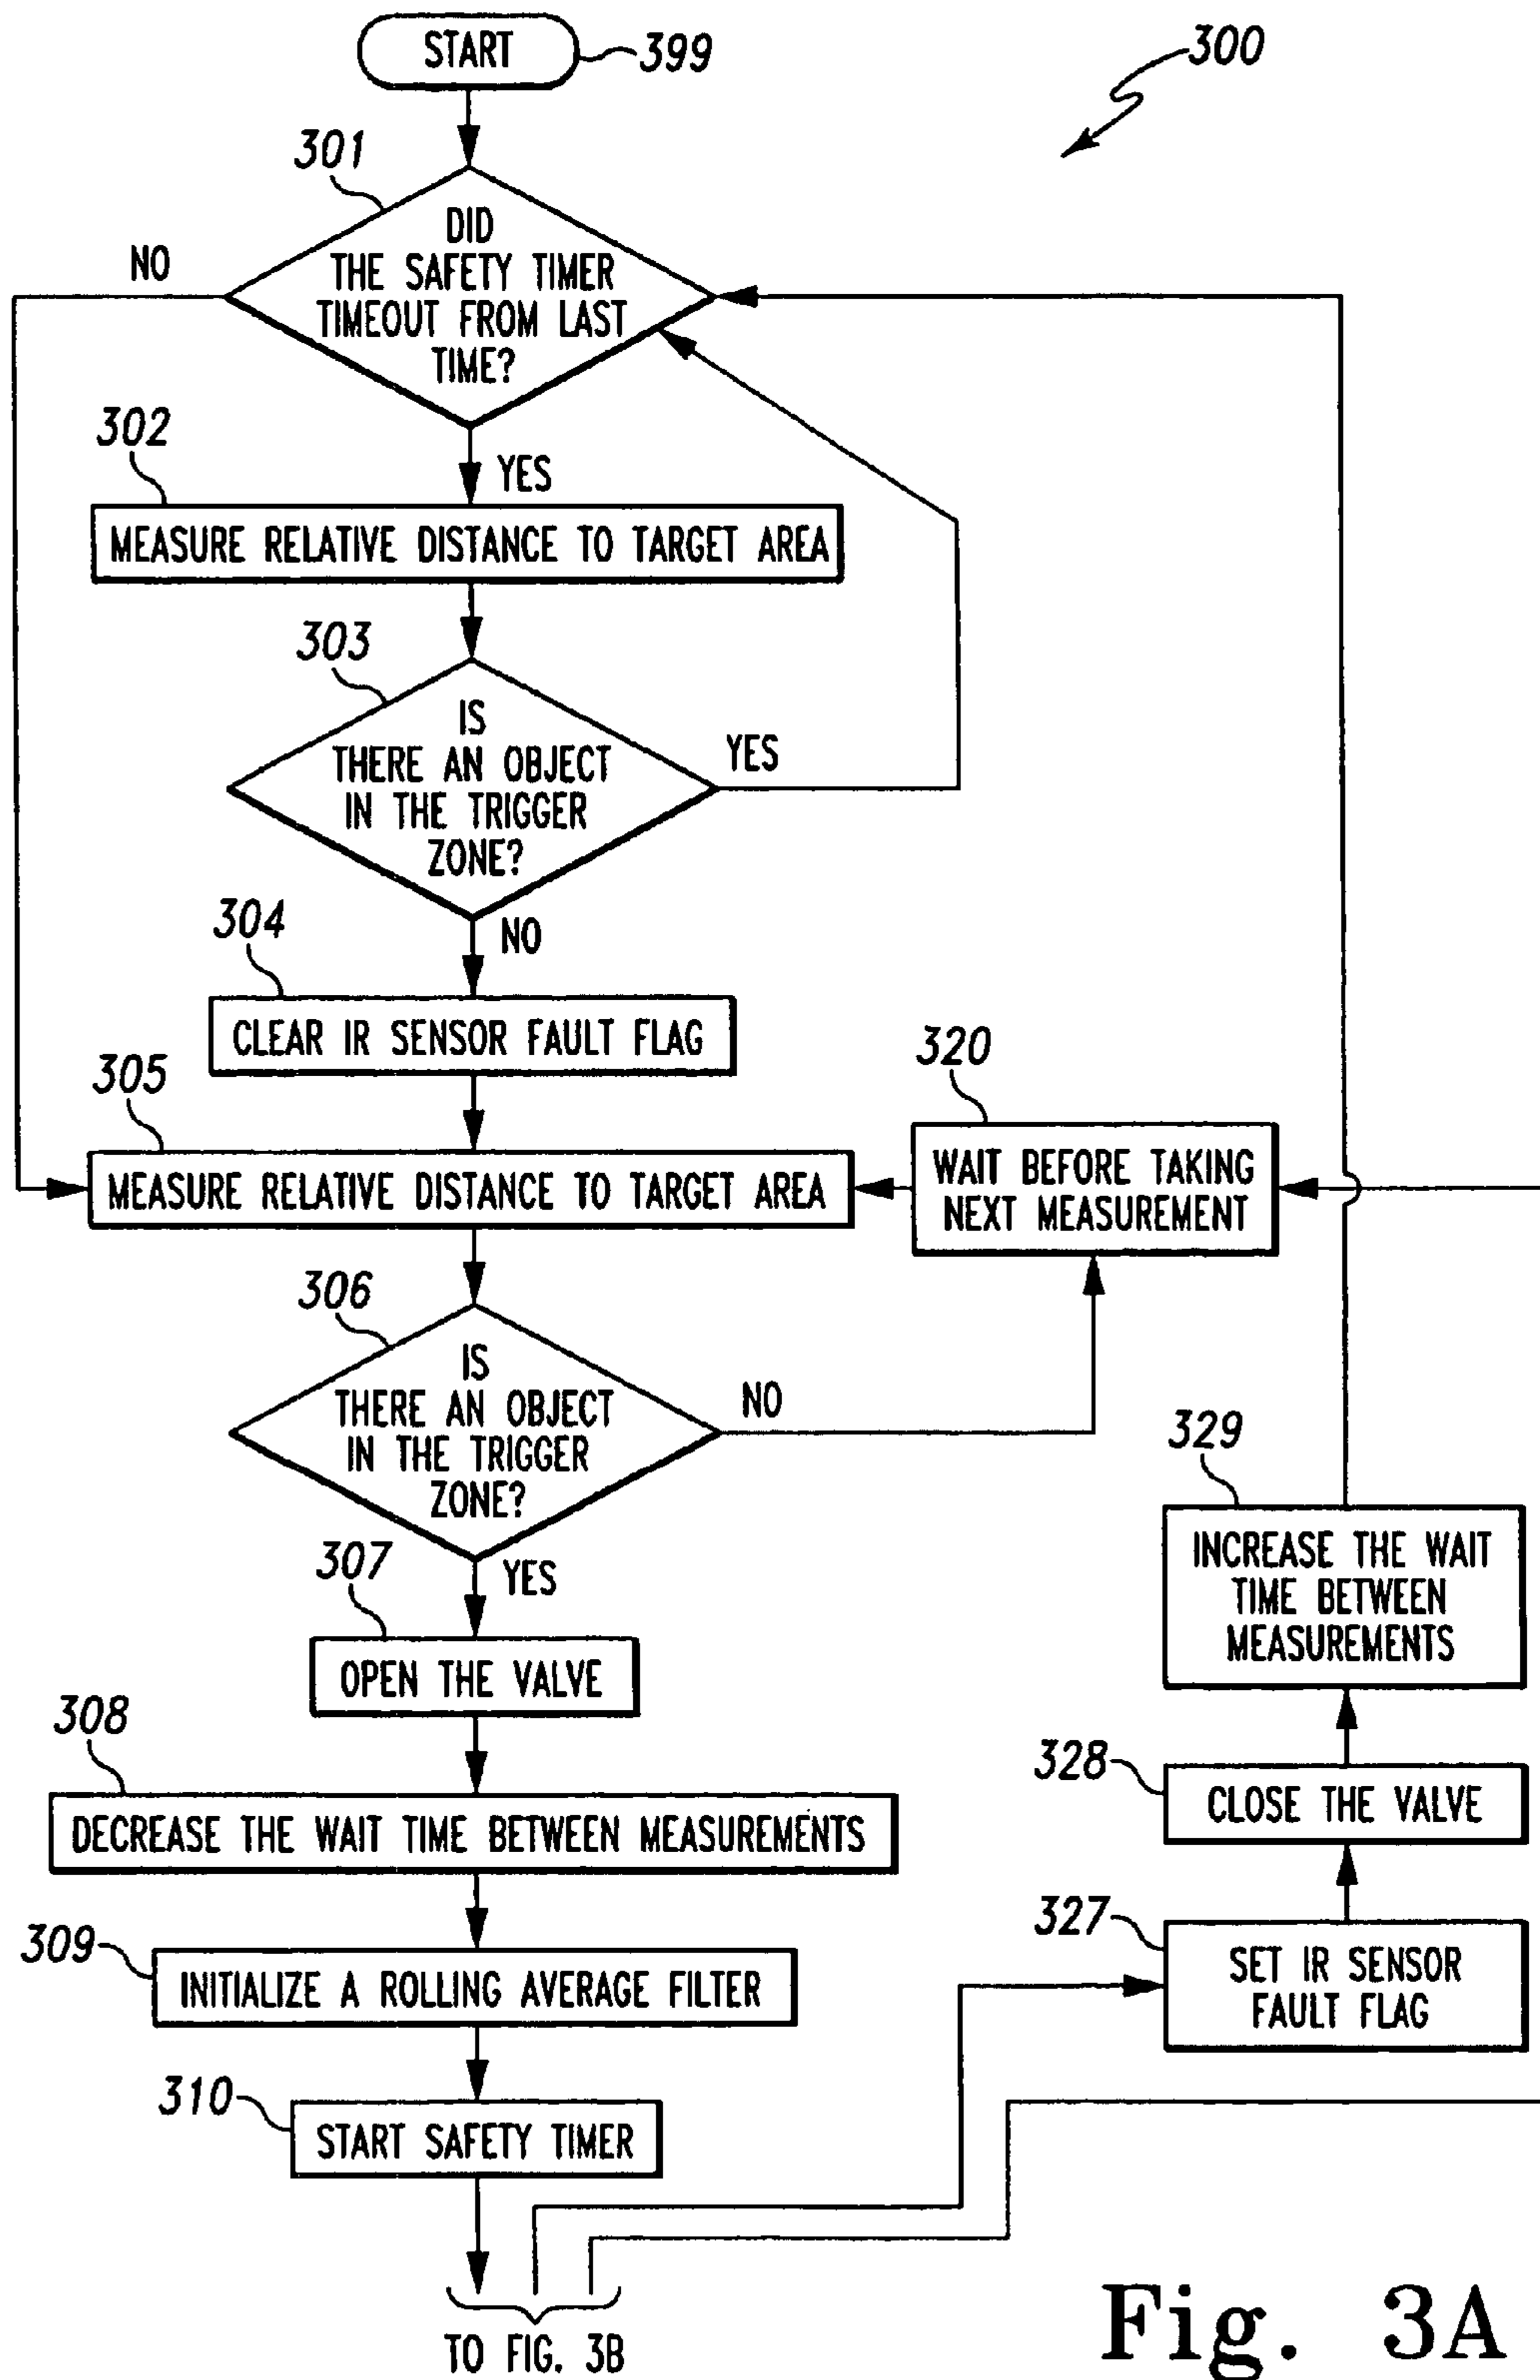 START
399
300
301
DID
THE SAFETY TIMER
TIMEOUT FROM LAST
TIME?
NO
YES
302
MEASURE RELATIVE DISTANCE TO TARGET AREA
303
IS
THERE AN OBJECT
IN THE TRIGGER
ZONE?
YES
NO
304
CLEAR IR SENSOR FAULT FLAG
305
MEASURE RELATIVE DISTANCE TO TARGET AREA
320
WAIT BEFORE TAKING
NEXT MEASUREMENT
306
IS
THERE AN OBJECT
IN THE TRIGGER
ZONE?
NO
YES
307
OPEN THE VALVE
308
DECREASE THE WAIT TIME BETWEEN MEASUREMENTS
309
INITIALIZE A ROLLING AVERAGE FILTER
310
START SAFETY TIMER
329
INCREASE THE WAIT
TIME BETWEEN
MEASUREMENTS
328
CLOSE THE VALVE
327
SET IR SENSOR
FAULT FLAG
TO FIG. 3B
Fig. 3A